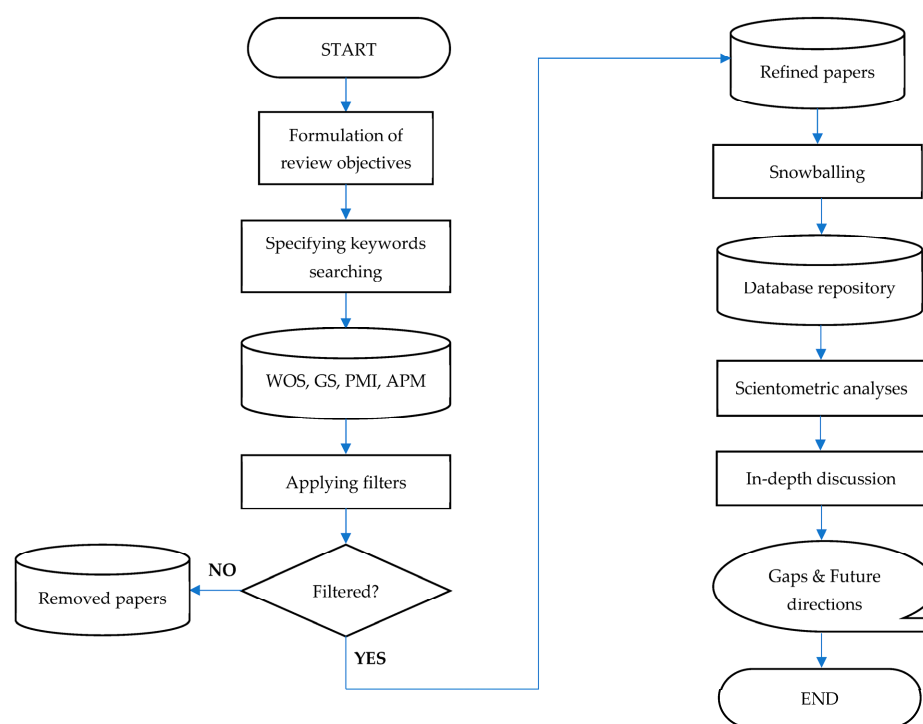 START
Formulation of
review objectives
Specifying keywords
searching
WOS, GS, PMI, APM
Applying filters
Filtered?
NO
Removed papers
YES
Refined papers
Snowballing
Database repository
Scientometric analyses
In-depth discussion
Gaps & Future
directions
END